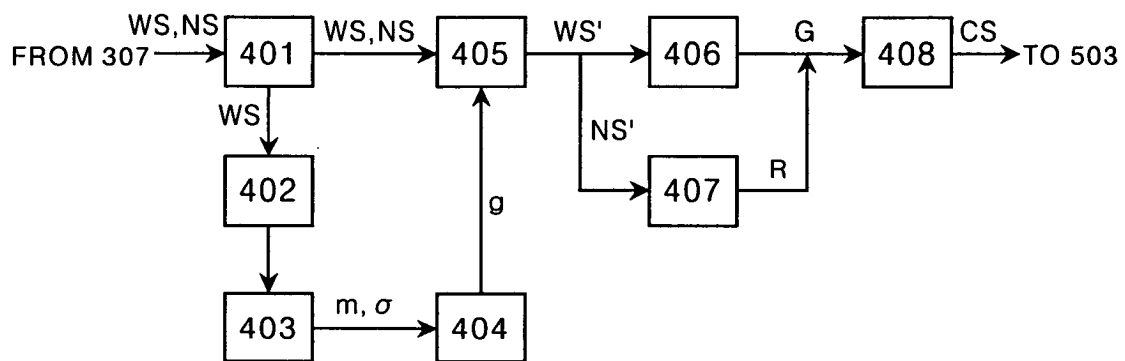 WS,NS WS,NS WS' G CS
FROM 307 401 405 406 408 TO 503
WS NS'
402 407 R
g
403 m, σ 404